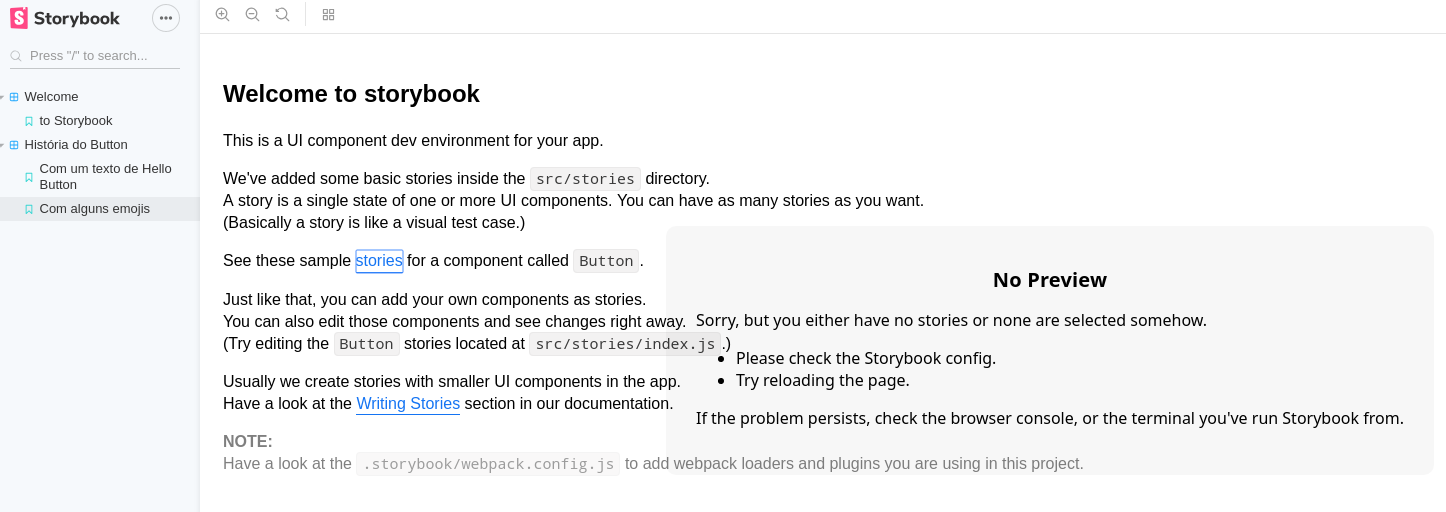 Storybook
Press "/" to search...
Welcome
to Storybook
História do Button
Com um texto de Hello
Button
Com alguns emojis
Welcome to storybook
This is a UI component dev environment for your app.
We've added some basic stories inside the src/stories directory.
A story is a single state of one or more UI components. You can have as many stories as you want.
(Basically a story is like a visual test case.)
See these sample stories for a component called Button.
Just like that, you can add your own components as stories.
You can also edit those components and see changes right away.
(Try editing the Button stories located at src/stories/index.js.)
Usually we create stories with smaller UI components in the app.
Have a look at the Writing Stories section in our documentation.
NOTE:
Have a look at the .storybook/webpack.config.js to add webpack loaders and plugins you are using in this project.
No Preview
Sorry, but you either have no stories or none are selected somehow.
Please check the Storybook config.
Try reloading the page.
If the problem persists, check the browser console, or the terminal you've run Storybook from.